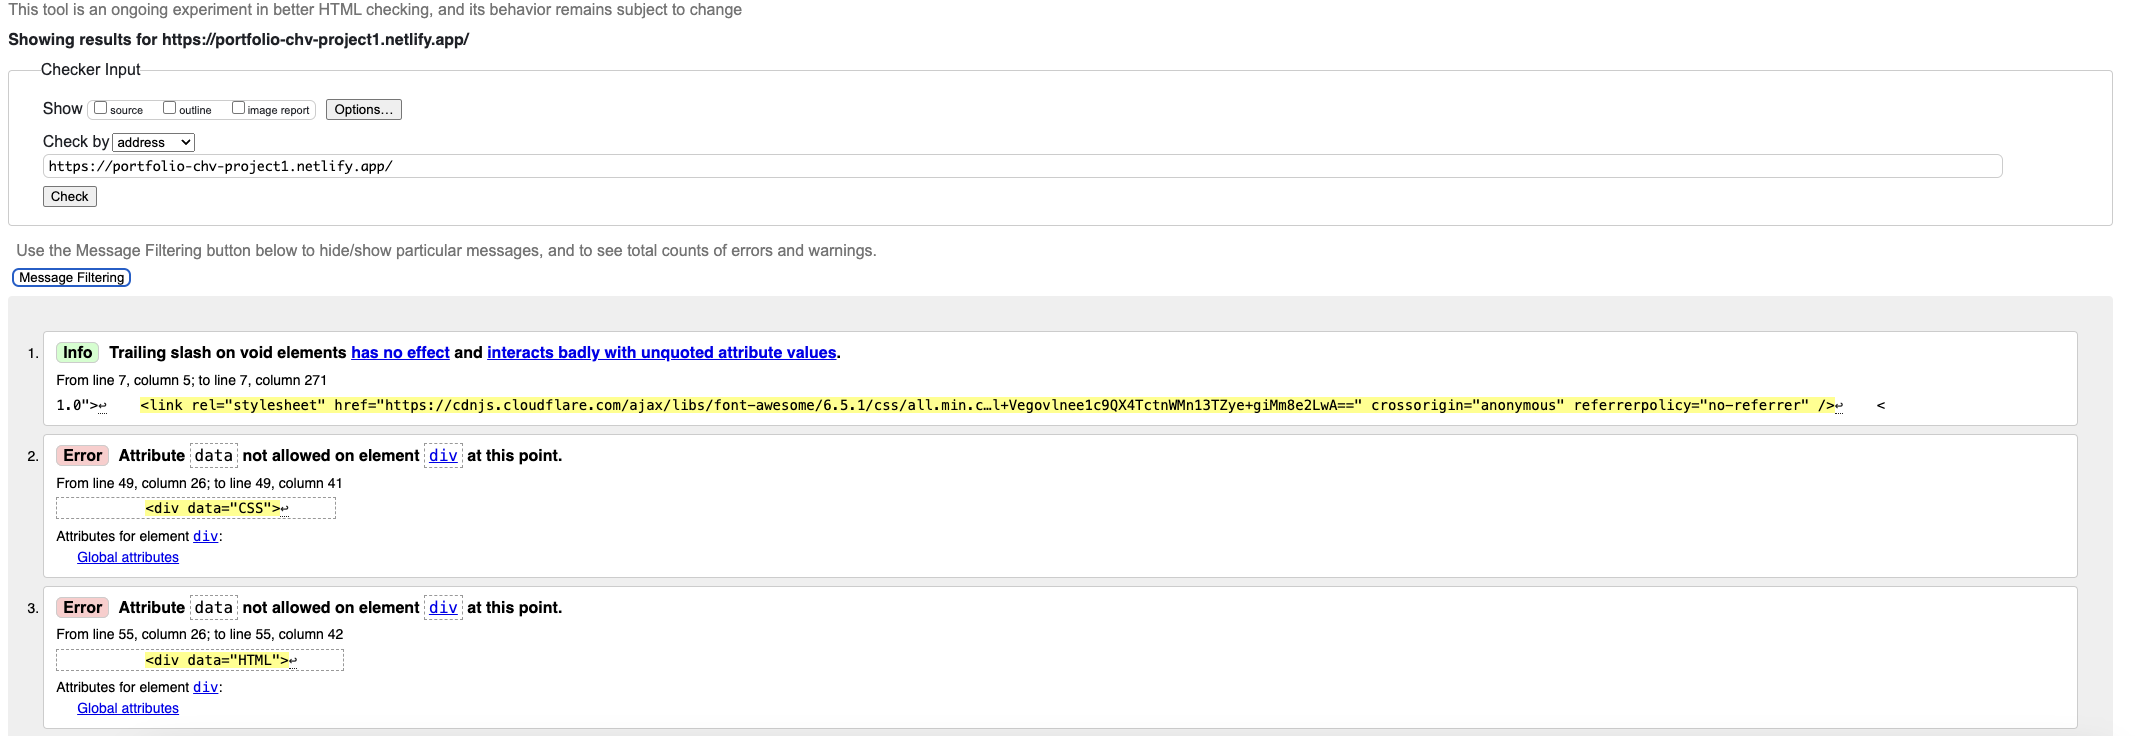 This tool is an ongoing experiment in better HTML checking, and its behavior remains subject to change
Showing results for https://portfolio-chv-project1.netlify.app/
Checker Input
Show source outline image report Options...
Check by address
https://portfolio-chv-project1.netlify.app/
Check
Use the Message Filtering button below to hide/show particular messages, and to see total counts of errors and warnings.
Message Filtering
1. Info Trailing slash on void elements has no effect and interacts badly with unquoted attribute values.
From line 7, column 5; to line 7, column 271
1.0">↩ <link rel="stylesheet" href="https://cdnjs.cloudflare.com/ajax/libs/font-awesome/6.5.1/css/all.min.c…l+Vegovlnee1c9QX4TctnWMn13TZye+giMm8e2LwA==" crossorigin="anonymous" referrerpolicy="no-referrer" />↩ <
2. Error Attribute data not allowed on element div at this point.
From line 49, column 26; to line 49, column 41
<div data="CSS">↩
Attributes for element div:
Global attributes
3. Error Attribute data not allowed on element div at this point.
From line 55, column 26; to line 55, column 42
<div data="HTML">↩
Attributes for element div:
Global attributes